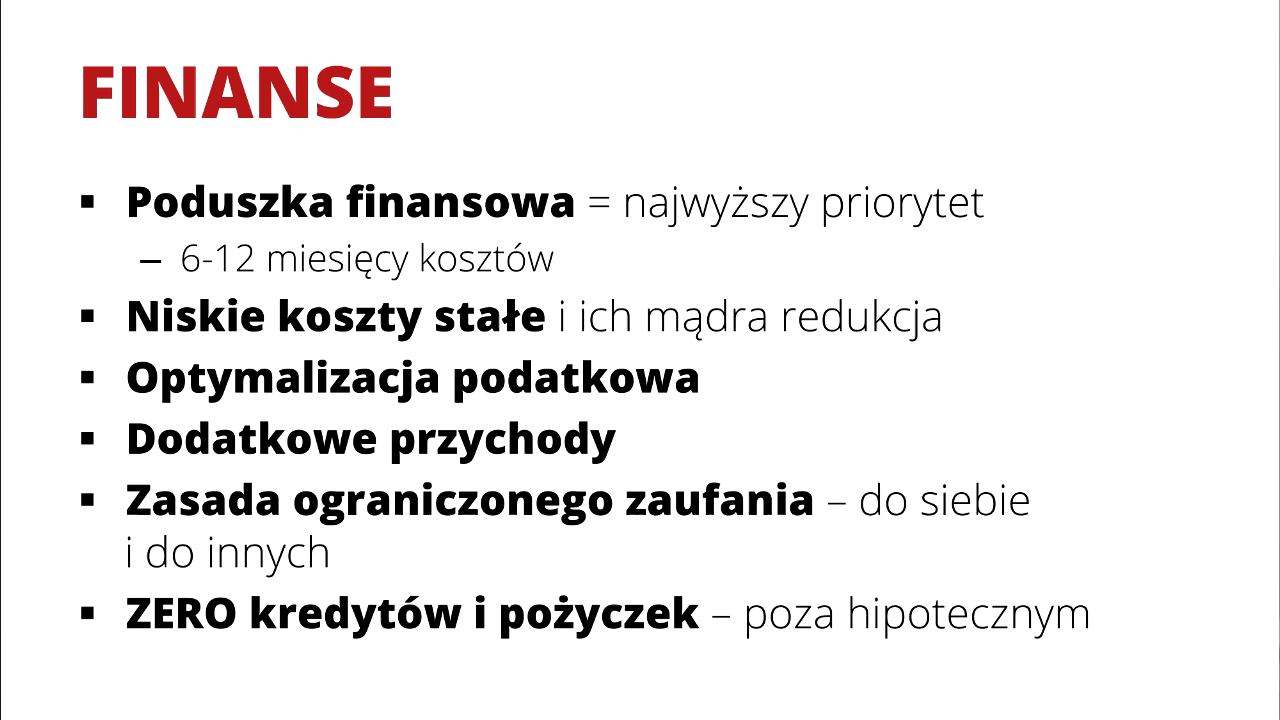 FINANSE
▪ Poduszka finansowa = najwyższy priorytet
– 6-12 miesięcy kosztów
▪ Niskie koszty stałe i ich mądra redukcja
▪ Optymalizacja podatkowa
▪ Dodatkowe przychody
▪ Zasada ograniczonego zaufania – do siebie
i do innych
▪ ZERO kredytów i pożyczek – poza hipotecznym